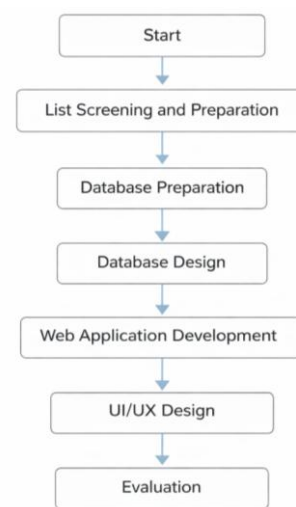 Start
List Screening and Preparation
Database Preparation
Database Design
Web Application Development
UI/UX Design
Evaluation